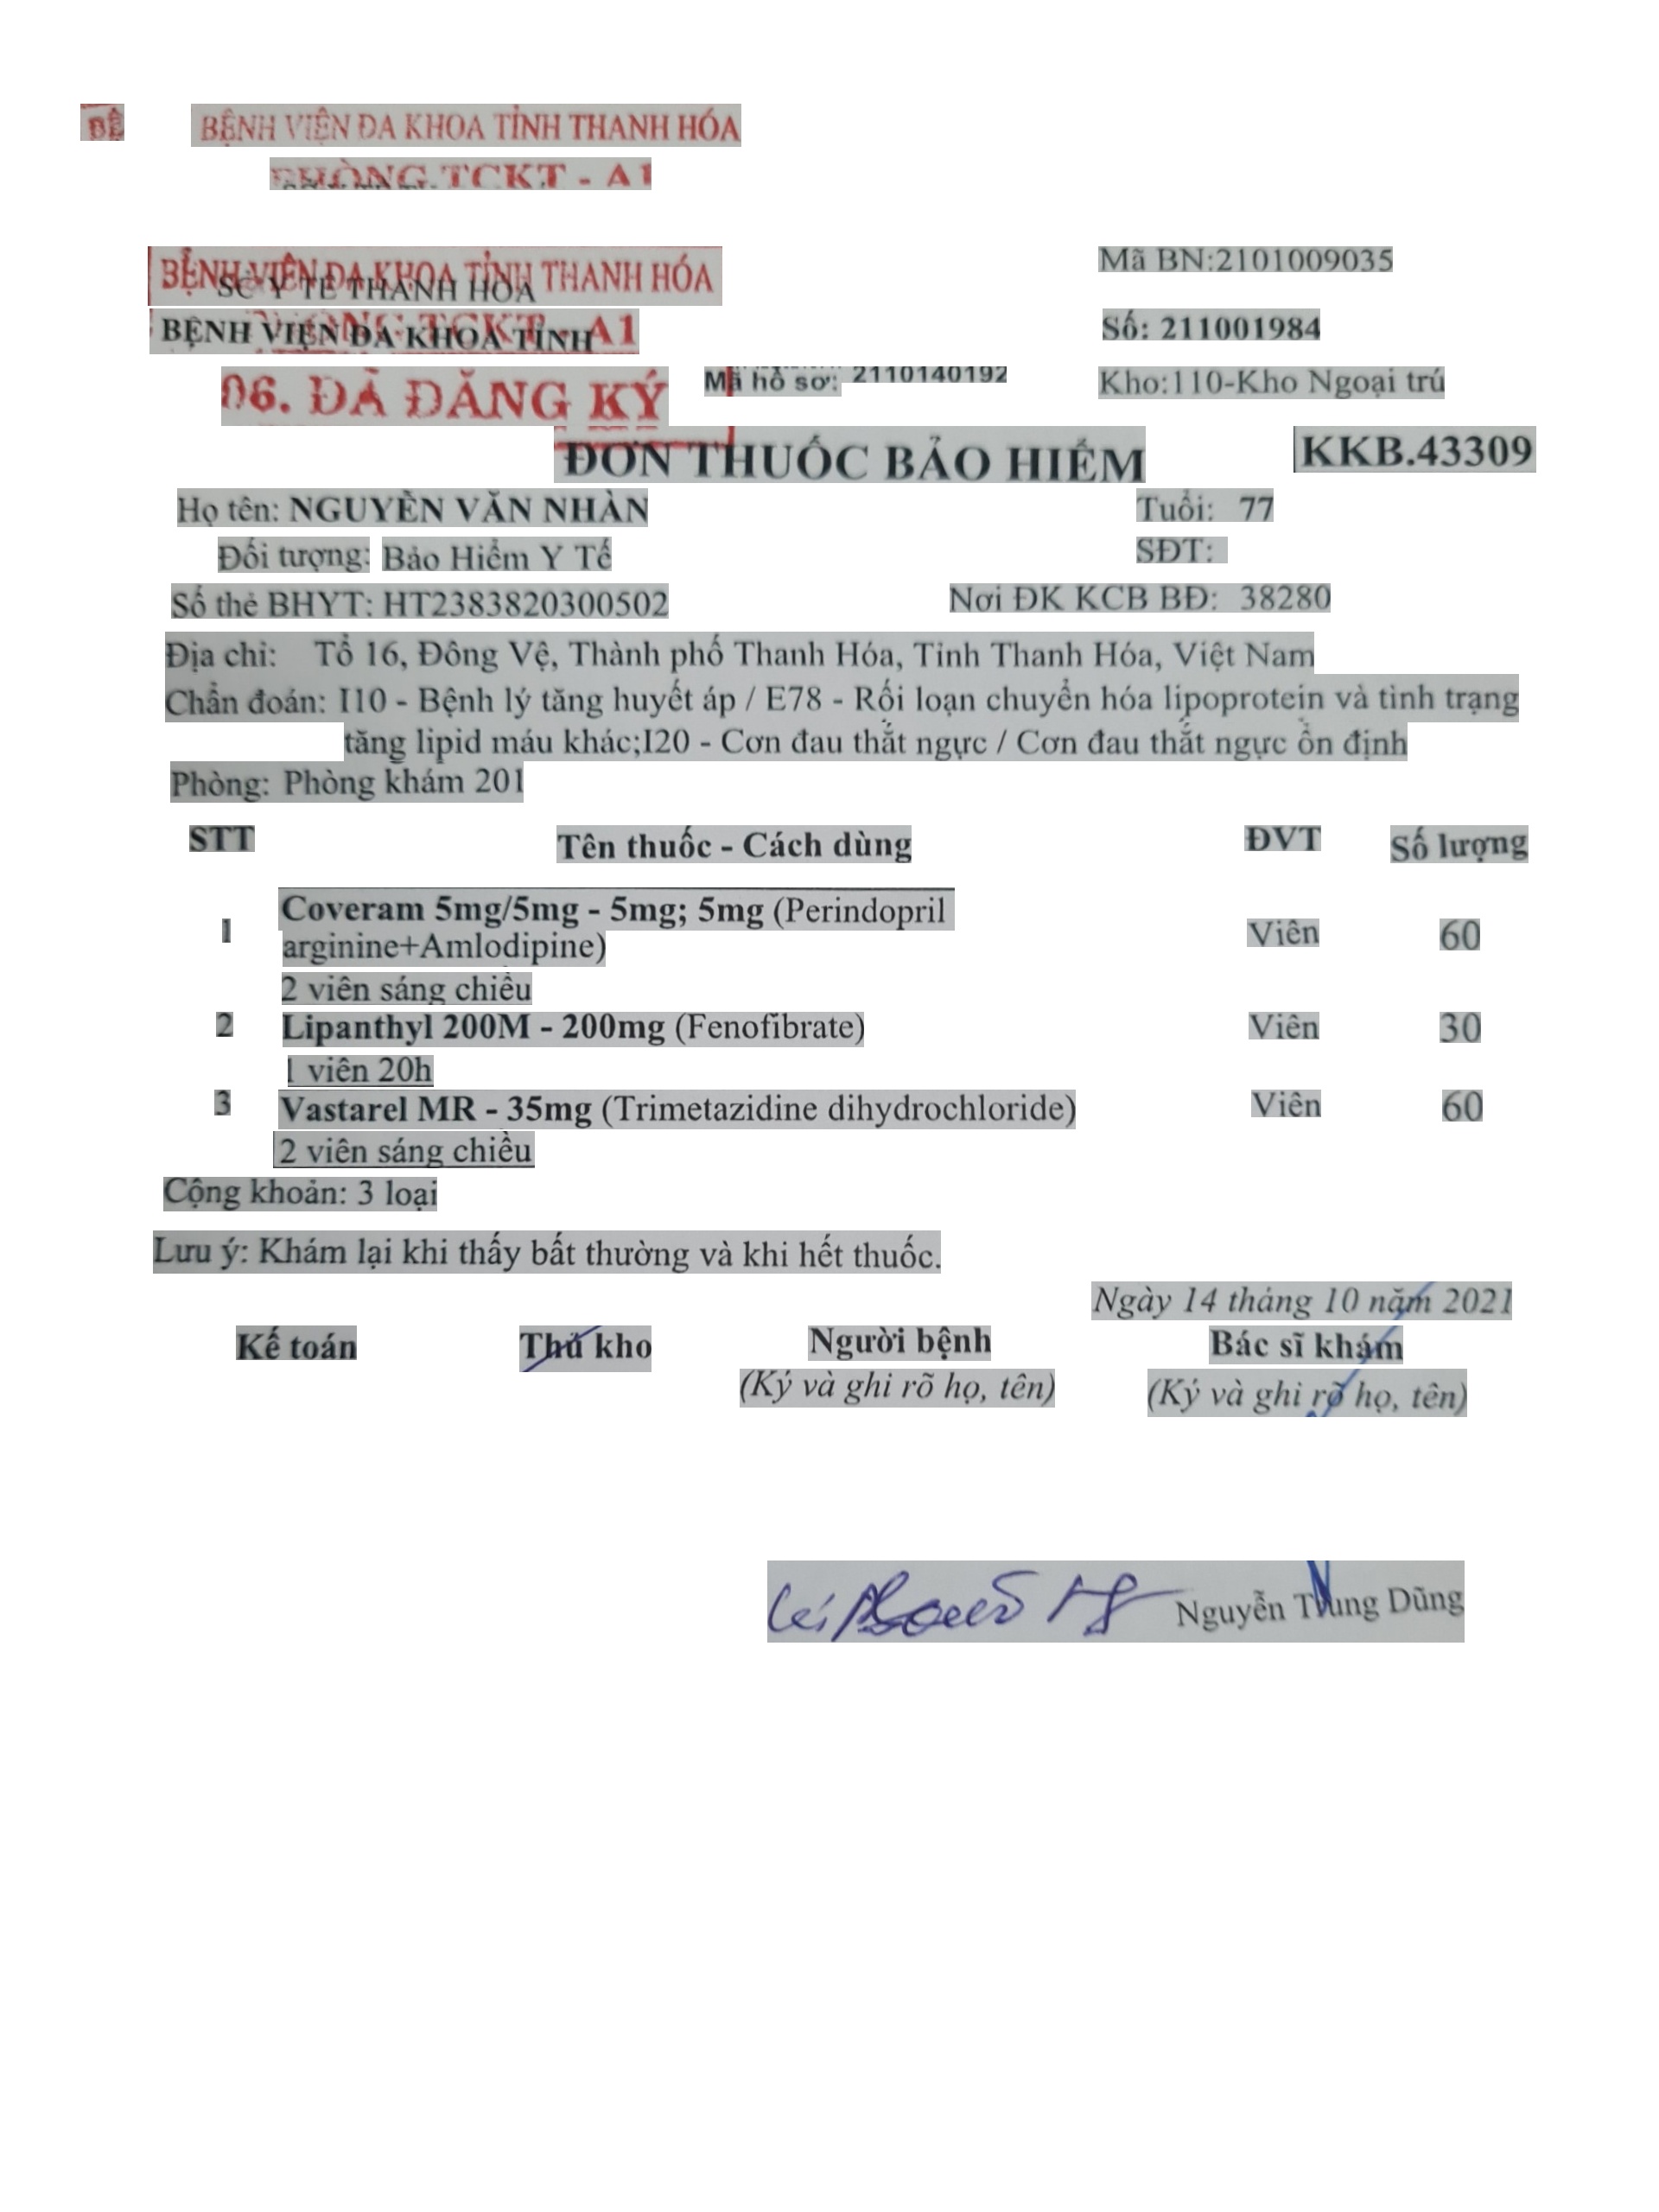 BỆ BỆNH VIỆN ĐA KHOA TỈNH THANH HÓA
PHÒNG TCKT - A1
BỆNH VIỆN ĐA KHOA TỈNH THANH HÓA
SỞ Y TẾ THANH HÓA
Mã BN:2101009035
BỆNH VIỆN ĐA KHOA TỈNH
A1
Số: 211001984
06. ĐÃ ĐĂNG KÝ
Mã hồ sơ: 2110140192
Kho:110-Kho Ngoại trú
ĐƠN THUỐC BẢO HIỂM
KKB.43309
Họ tên: NGUYỄN VĂN NHÀN Tuổi: 77
Đối tượng: Bảo Hiểm Y Tế SĐT:
Số thẻ BHYT: HT2383820300502 Nơi ĐK KCB BĐ: 38280
Địa chỉ: Tổ 16, Đông Vệ, Thành phố Thanh Hóa, Tỉnh Thanh Hóa, Việt Nam
Chẩn đoán: I10 - Bệnh lý tăng huyết áp / E78 - Rối loạn chuyển hóa lipoprotein và tình trạng
tăng lipid máu khác;I20 - Cơn đau thắt ngực / Cơn đau thắt ngực ổn định
Phòng: Phòng khám 201
STT Tên thuốc - Cách dùng ĐVT Số lượng
1 Coveram 5mg/5mg - 5mg; 5mg (Perindopril
arginine+Amlodipine) Viên 60
2 viên sáng chiều
2 Lipanthyl 200M - 200mg (Fenofibrate) Viên 30
1 viên 20h
3 Vastarel MR - 35mg (Trimetazidine dihydrochloride) Viên 60
2 viên sáng chiều
Cộng khoản: 3 loại
Lưu ý: Khám lại khi thấy bất thường và khi hết thuốc.
Ngày 14 tháng 10 năm 2021
Kế toán Thủ kho Người bệnh Bác sĩ khám
(Ký và ghi rõ họ, tên) (Ký và ghi rõ họ, tên)
Nguyễn Trung Dũng